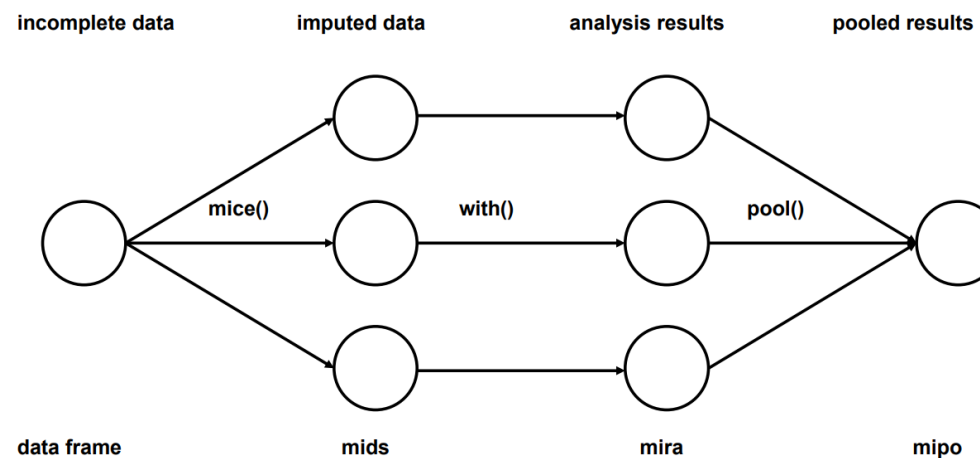 incomplete data imputed data analysis results pooled results
mice() with() pool()
data frame mids mira mipo